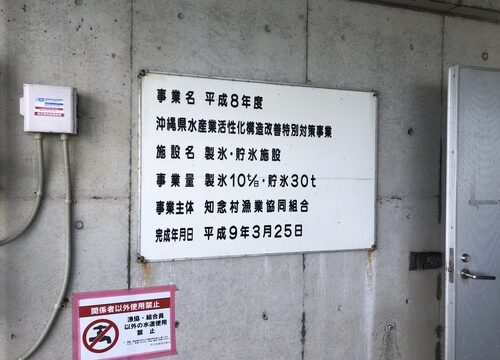 事業名 平成8年度
沖縄県水産業活性化構造改善特別対策事業
施設名 製氷・貯氷施設
事業量 製氷10t/日・貯氷30t
事業主体 知念村漁業協同組合
完成年月日 平成9年3月25日
関係者以外使用禁止
漁協・組合員
以外の水道使用
禁止